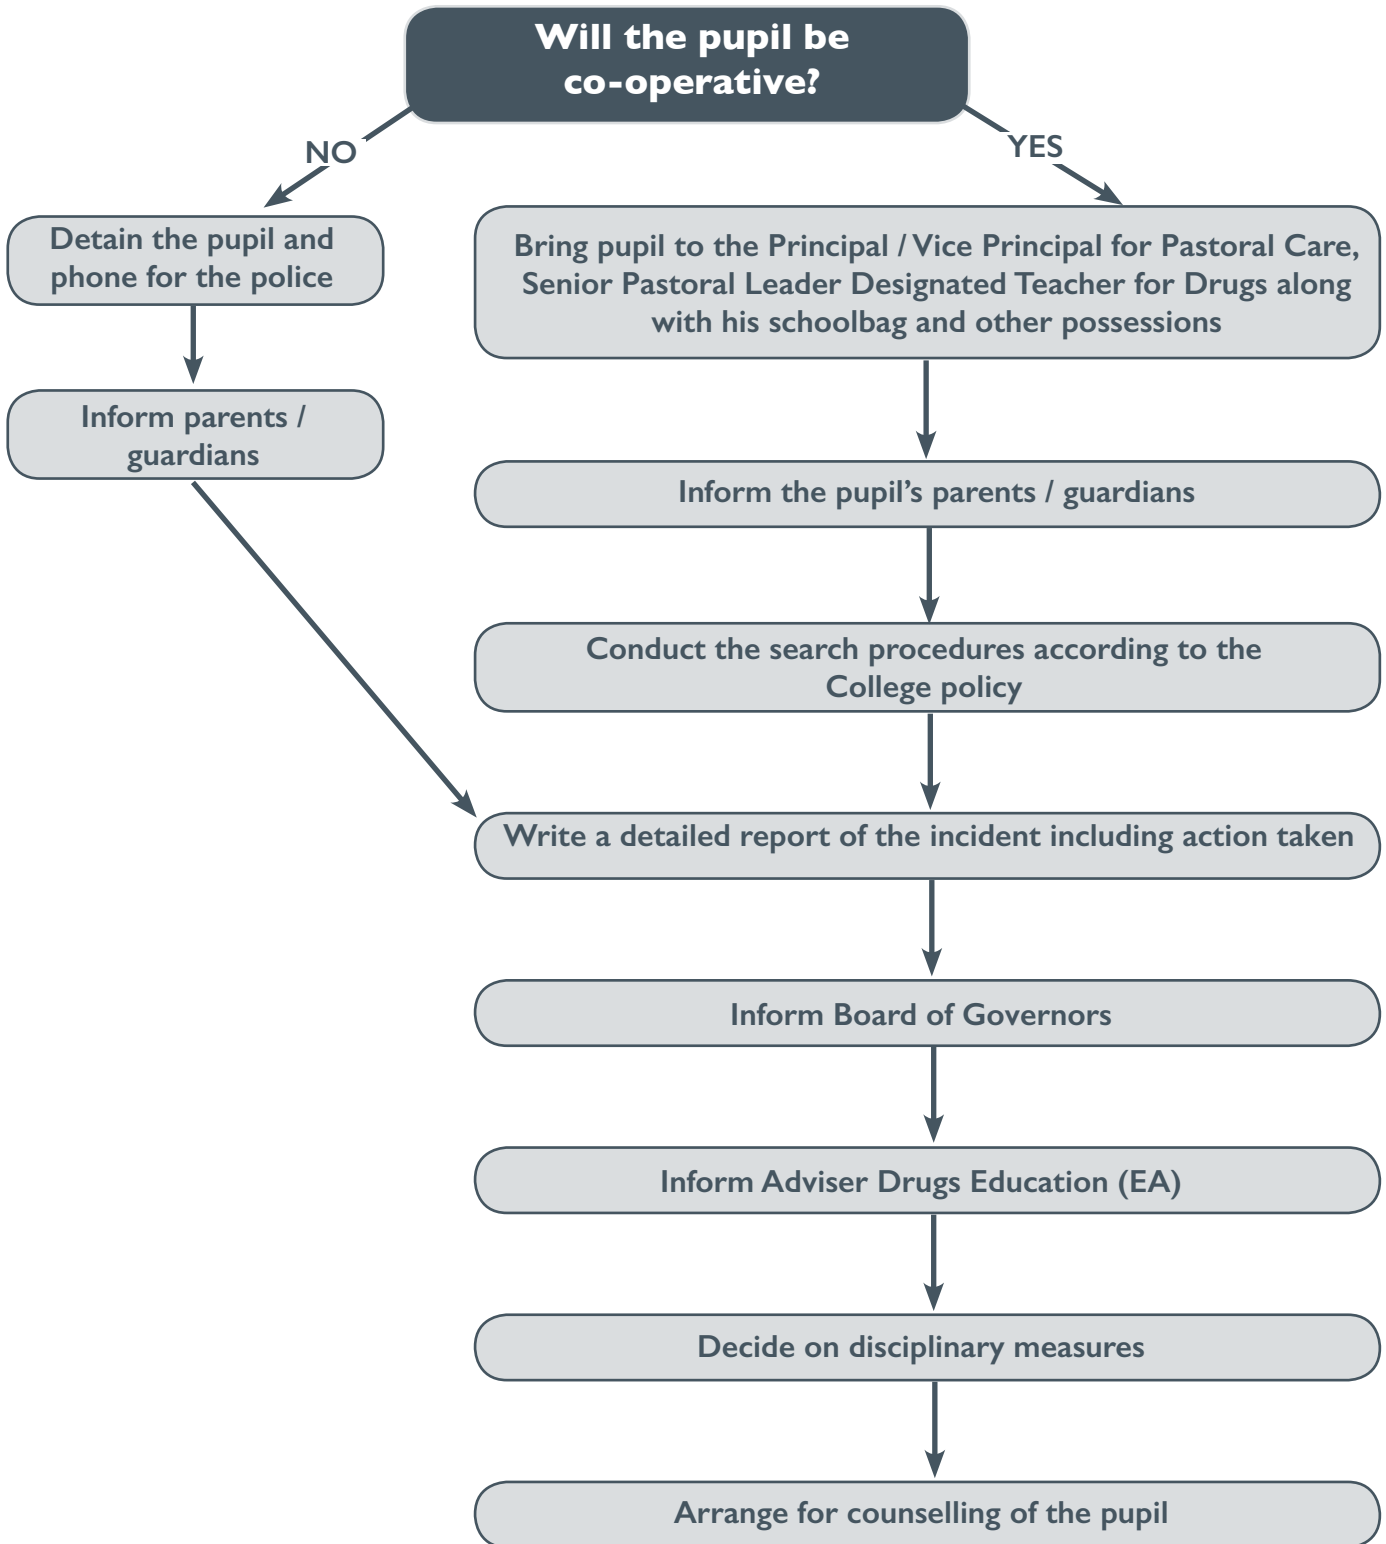 Will the pupil be
co-operative?
NO
YES
Detain the pupil and
phone for the police
Bring pupil to the Principal / Vice Principal for Pastoral Care,
Senior Pastoral Leader Designated Teacher for Drugs along
with his schoolbag and other possessions
Inform parents /
guardians
Inform the pupil’s parents / guardians
Conduct the search procedures according to the
College policy
Write a detailed report of the incident including action taken
Inform Board of Governors
Inform Adviser Drugs Education (EA)
Decide on disciplinary measures
Arrange for counselling of the pupil